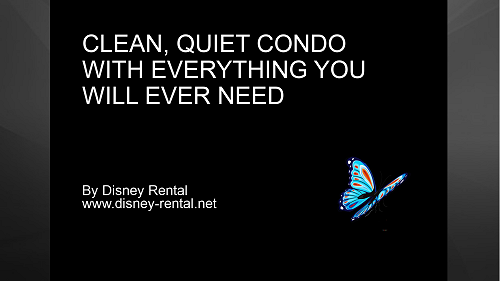 CLEAN, QUIET CONDO
WITH EVERYTHING YOU
WILL EVER NEED
By Disney Rental
www.disney-rental.net